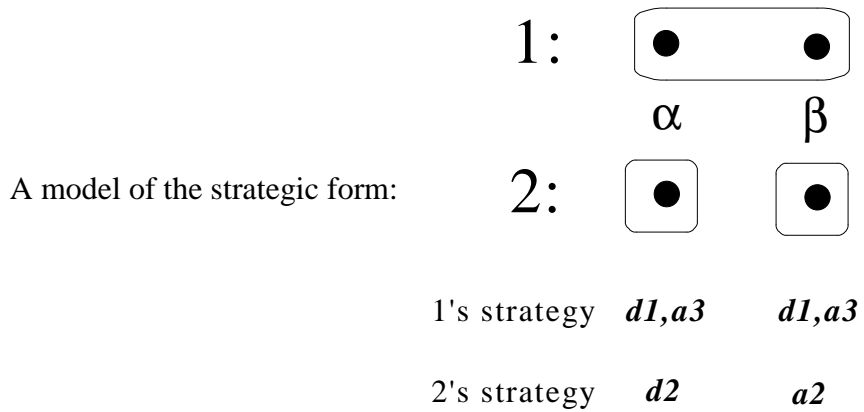 1:
α β
A model of the strategic form: 2:
1's strategy d1,a3 d1,a3
2's strategy d2 a2